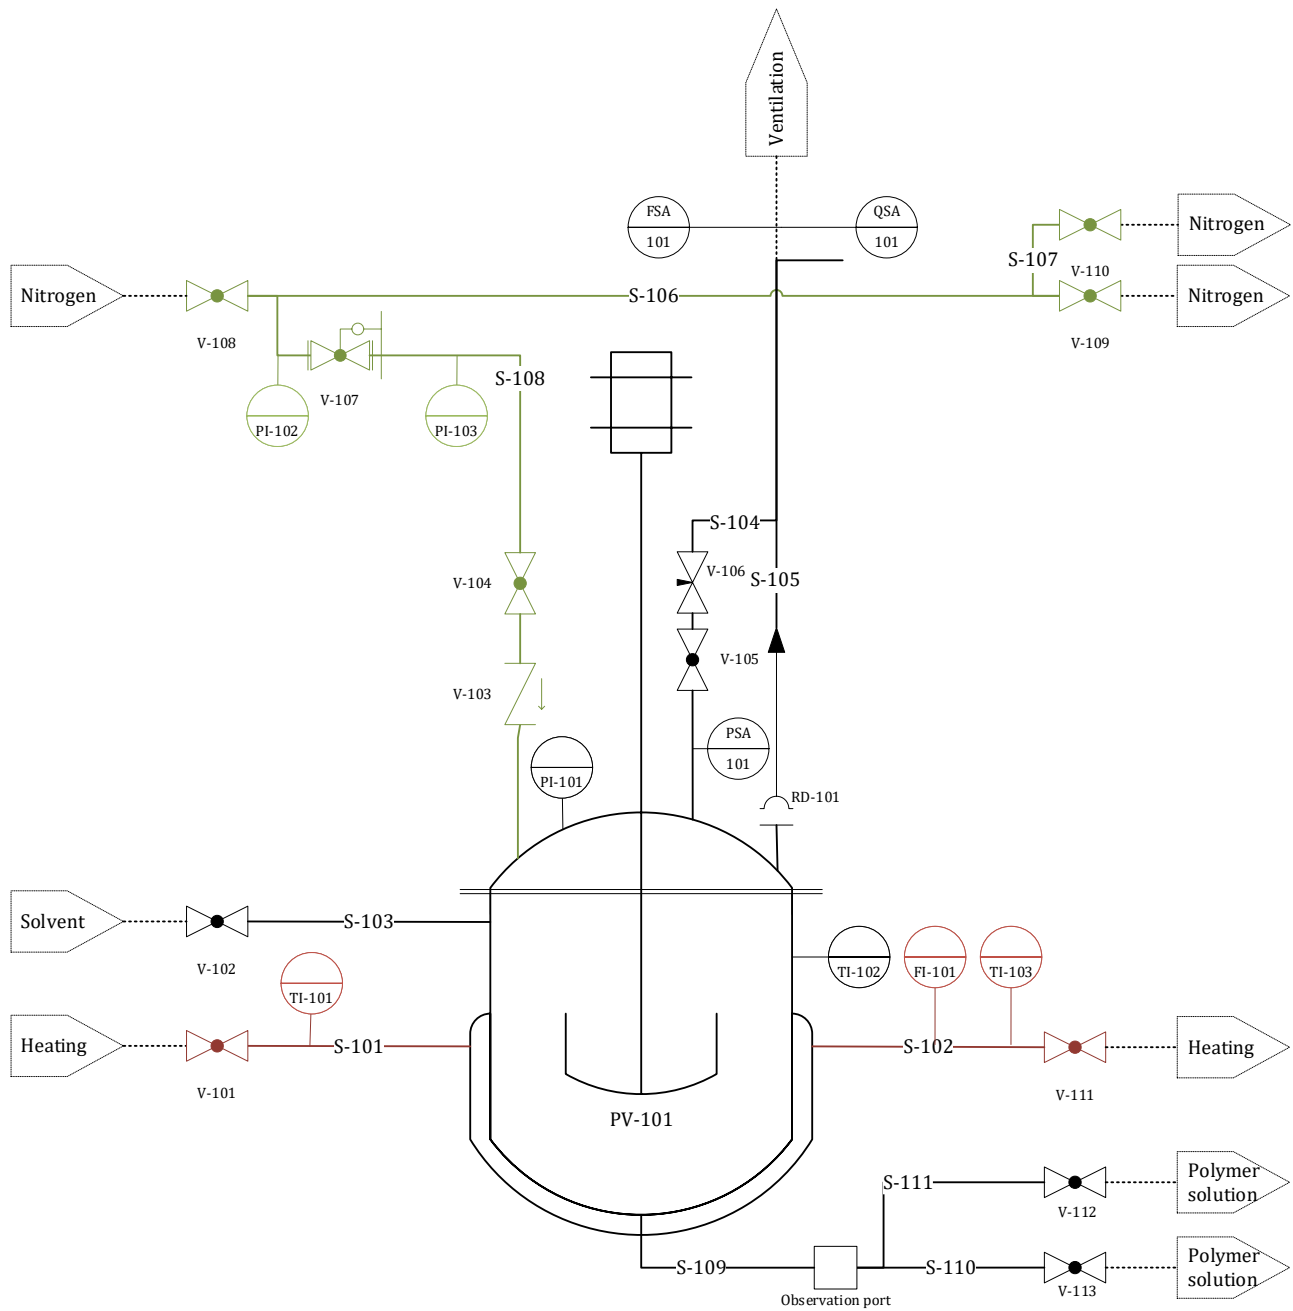 Ventilation
FSA
101
QSA
101
Nitrogen
S-107
V-110
Nitrogen
S-106
Nitrogen
V-108
V-109
V-107
S-108
PI-102
PI-103
S-104
V-106
S-105
V-104
V-105
V-103
PSA
101
PI-101
RD-101
Solvent
S-103
V-102
TI-102
FI-101
TI-103
TI-101
Heating
S-101
S-102
Heating
V-101
V-111
PV-101
S-111
Polymer
solution
V-112
S-109
S-110
Polymer
solution
V-113
Observation port